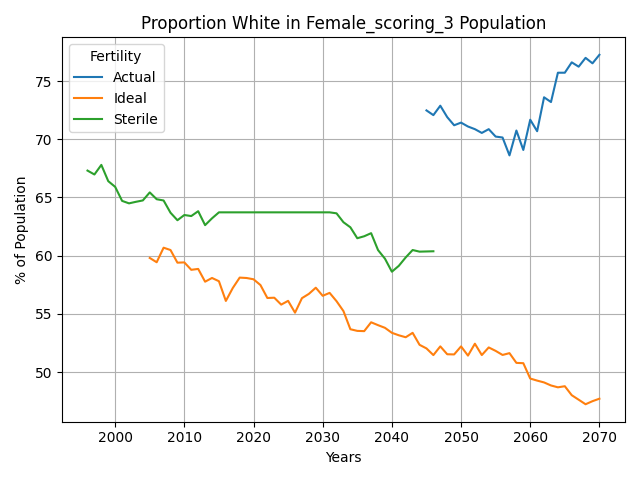 Proportion White in Female_scoring_3 Population
Fertility
Actual
Ideal
Sterile
% of Population
75
70
65
60
55
50
2000
2010
2020
2030
2040
2050
2060
2070
Years